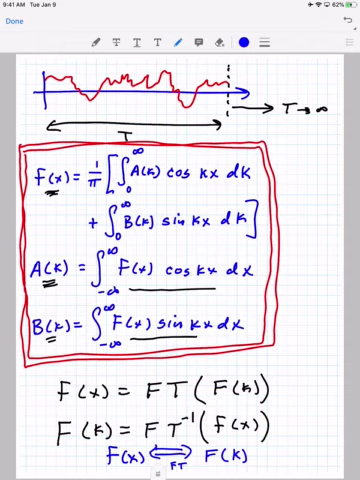 9:41 AM Tue Jan 9
Done
T → ∞
T
f(x) = 1/π [ ∫₀^∞ A(k) cos kx dk
+ ∫₀^∞ B(k) sin kx dk ]
A(k) = ∫_{-∞}^∞ F(x) cos kx dx
B(k) = ∫_{-∞}^∞ F(x) sin kx dx
f(x) = FT(F(k))
F(k) = FT⁻¹(f(x))
f(x) ⟺ F(k)
FT